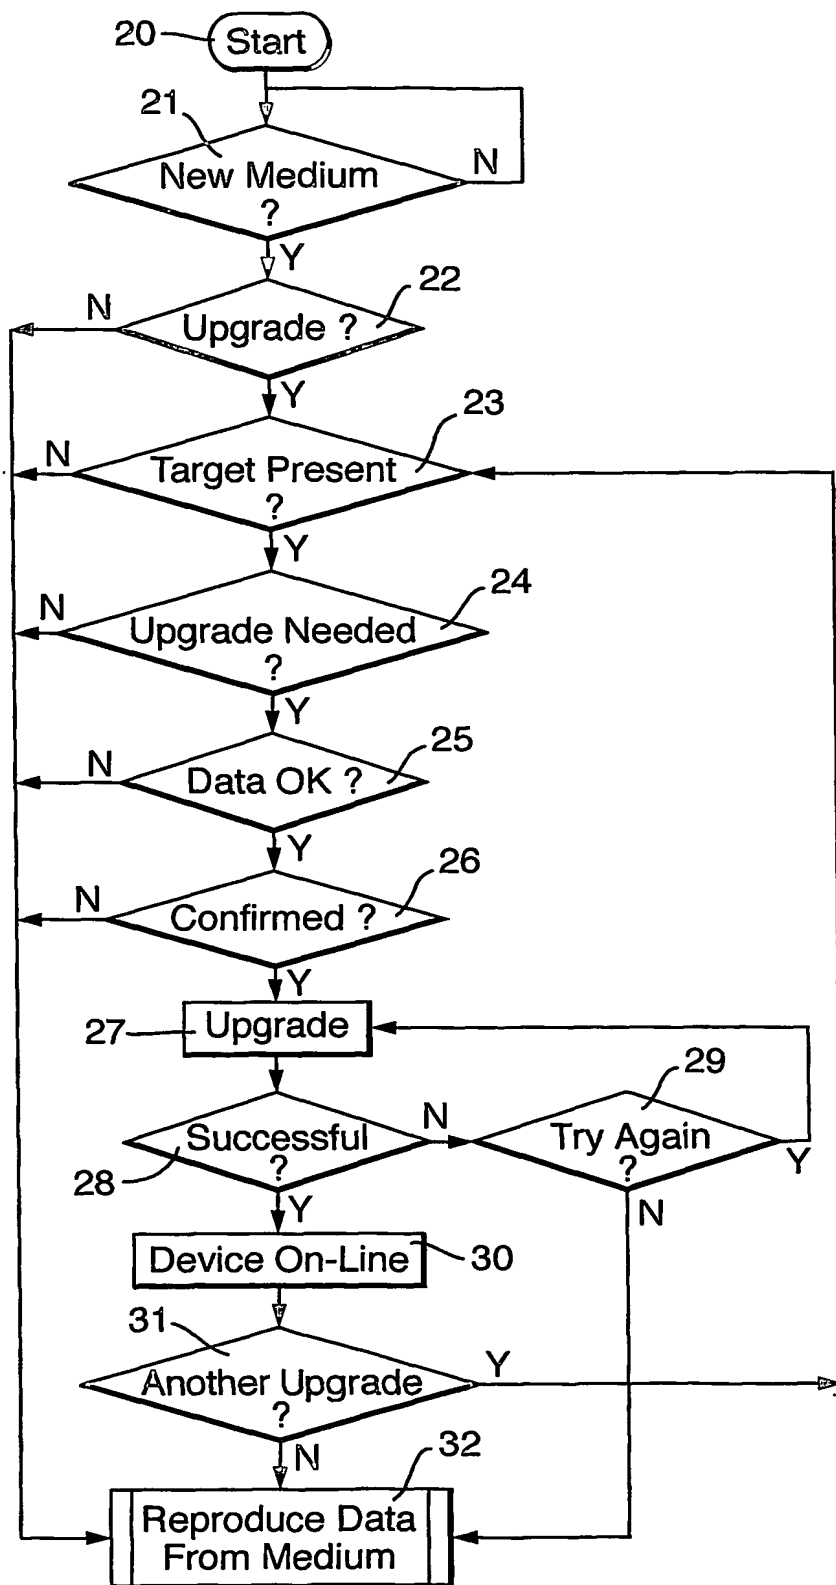 20
Start
21
New Medium
?
N
Y
22
N
Upgrade ?
Y
23
N
Target Present
?
Y
24
N
Upgrade Needed
?
Y
25
N
Data OK ?
Y
26
N
Confirmed ?
Y
27
Upgrade
29
N
Successful
?
28
Try Again
?
Y
Y
N
Device On-Line
30
31
Another Upgrade
?
Y
N
32
Reproduce Data
From Medium